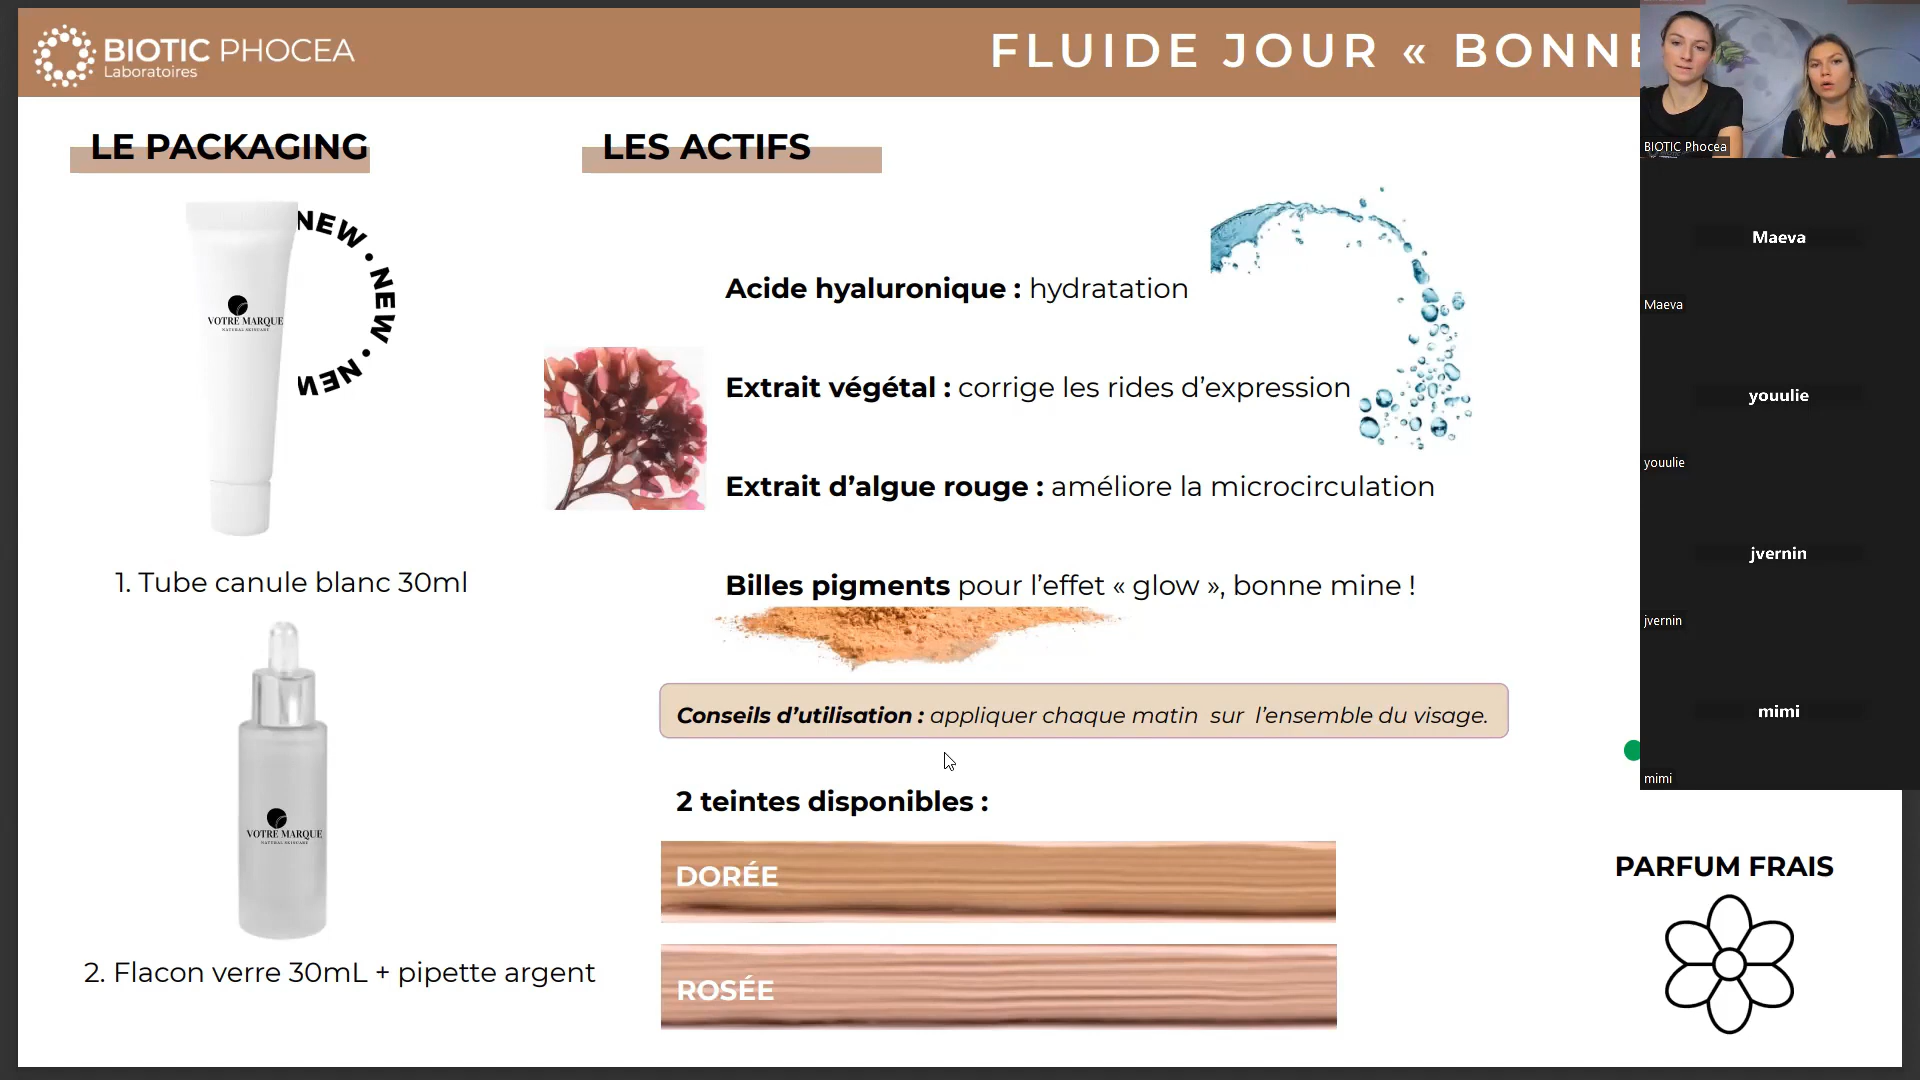 BIOTIC PHOCEA
Laboratoires
FLUIDE JOUR « BONNE
LE PACKAGING
LES ACTIFS
NEW • NEW • NEW
VOTRE MARQUE
NATURAL SKINCARE
1. Tube canule blanc 30ml
VOTRE MARQUE
NATURAL SKINCARE
2. Flacon verre 30mL + pipette argent
Acide hyaluronique : hydratation
Extrait végétal : corrige les rides d’expression
Extrait d’algue rouge : améliore la microcirculation
Billes pigments pour l’effet « glow », bonne mine !
Conseils d’utilisation : appliquer chaque matin sur l’ensemble du visage.
2 teintes disponibles :
DORÉE
ROSÉE
PARFUM FRAIS
BIOTIC Phocea
Maeva
Maeva
youulie
youulie
jvernin
jvernin
mimi
mimi